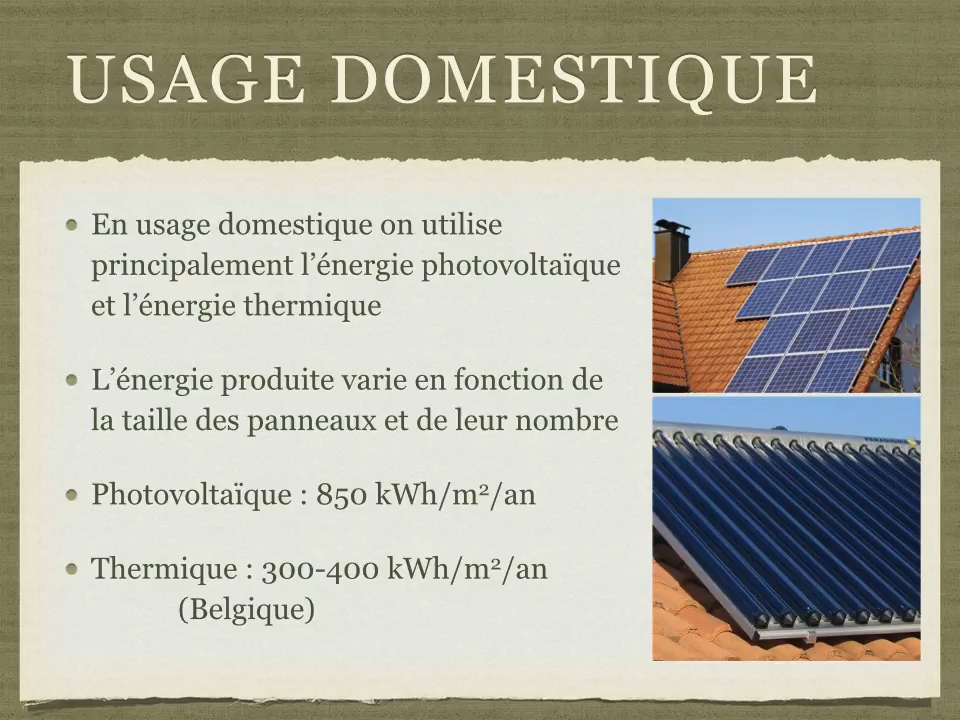 USAGE DOMESTIQUE
• En usage domestique on utilise
principalement l’énergie photovoltaïque
et l’énergie thermique
• L’énergie produite varie en fonction de
la taille des panneaux et de leur nombre
• Photovoltaïque : 850 kWh/m²/an
• Thermique : 300-400 kWh/m²/an
(Belgique)